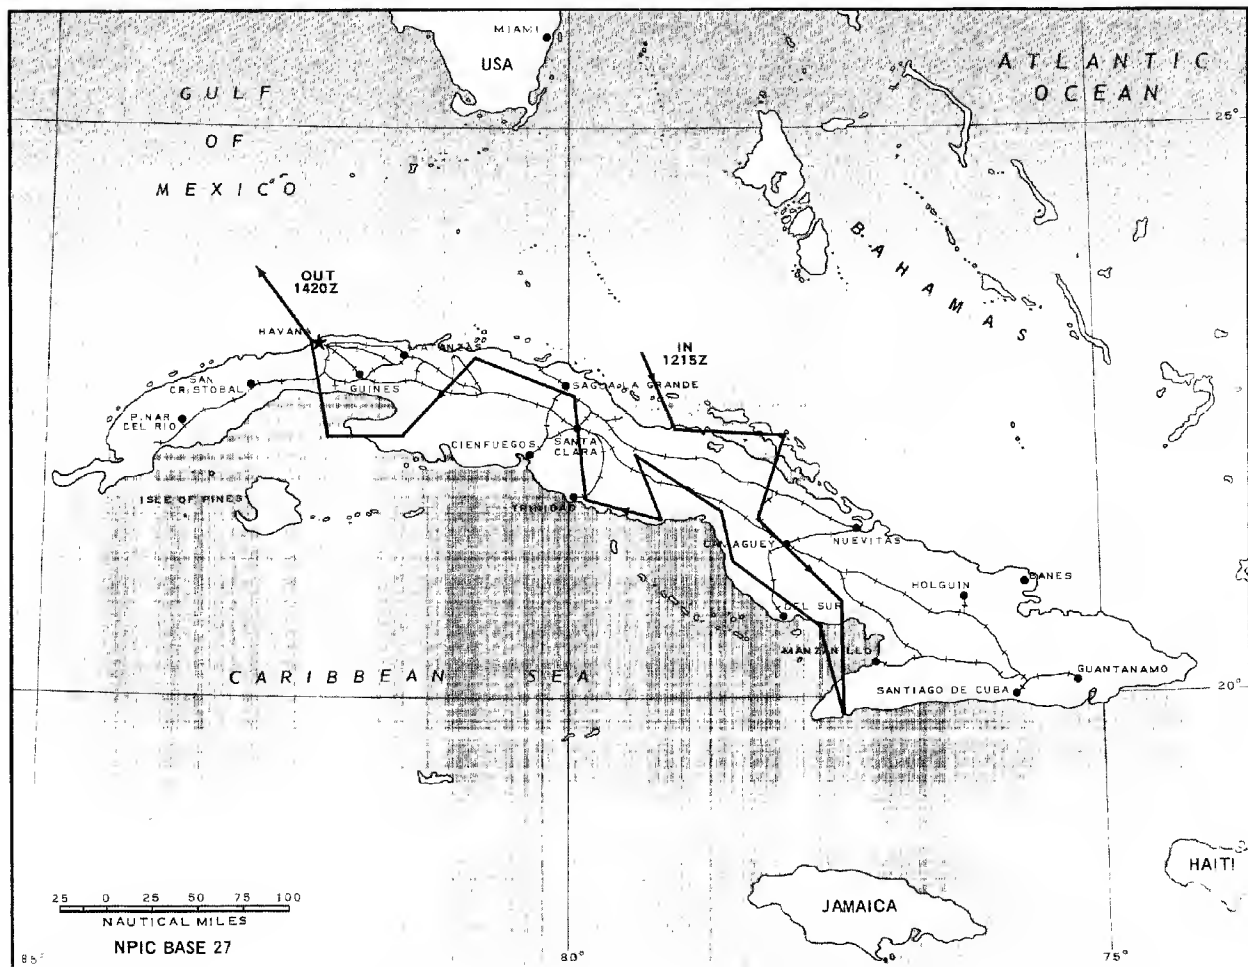 MIAMI
USA
ATLANTIC
OCEAN
GULF
OF
MEXICO
25°
BAHAMAS
OUT
1420Z
HAVANA
IN
1215Z
SAN
CRISTOBAL
GUINES
SAGUA LA GRANDE
PINAR
DEL RIO
CIENFUEGOS
SANTA
CLARA
ISLE OF PINES
TRINIDAD
CAMAGUEY
NUEVITAS
HOLGUIN
BANES
DEL SUR
MANZANILLO
GUANTANAMO
CARIBBEAN SEA
SANTIAGO DE CUBA
20°
HAITI
JAMAICA
25 0 25 50 75 100
NAUTICAL MILES
NPIC BASE 27
85°
80°
75°